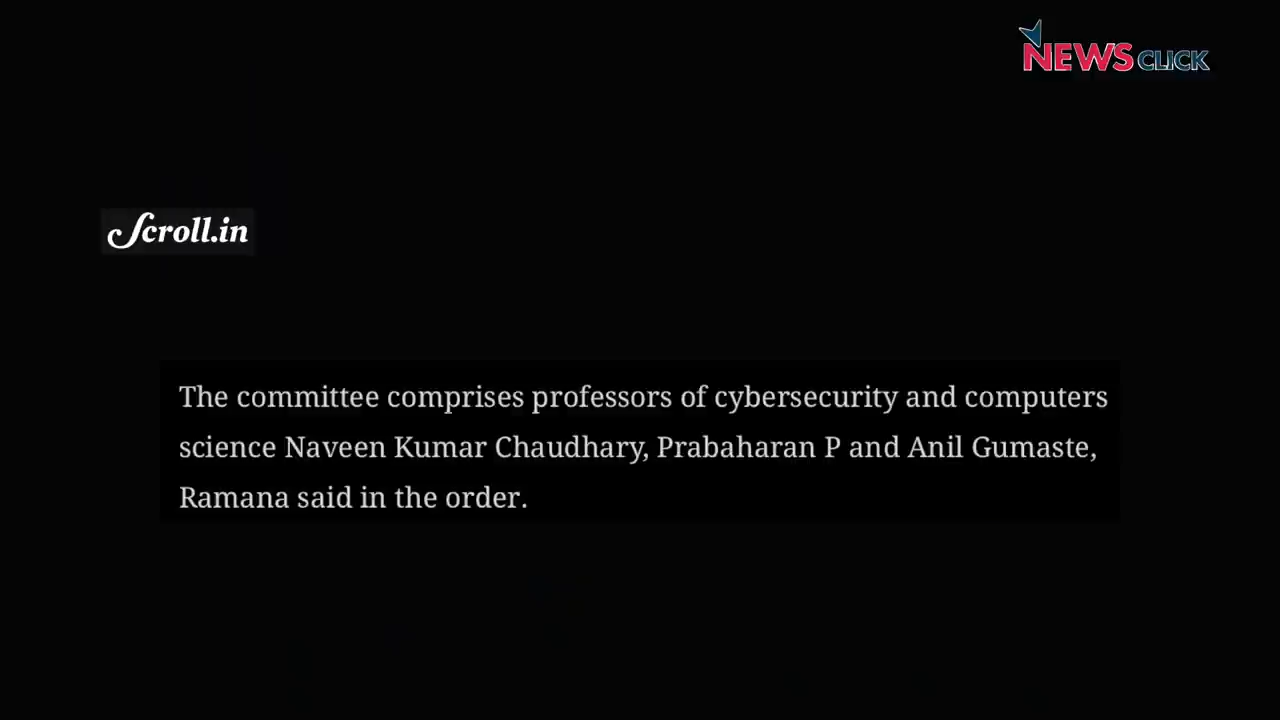 NEWSCLICK
Scroll.in
The committee comprises professors of cybersecurity and computers
science Naveen Kumar Chaudhary, Prabaharan P and Anil Gumaste,
Ramana said in the order.